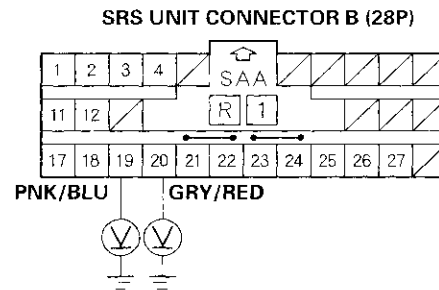 SRS UNIT CONNECTOR B (28P)
1 2 3 4
SAA
11 12 R 1
17 18 19 20 21 22 23 24 25 26 27
PNK/BLU GRY/RED
V V